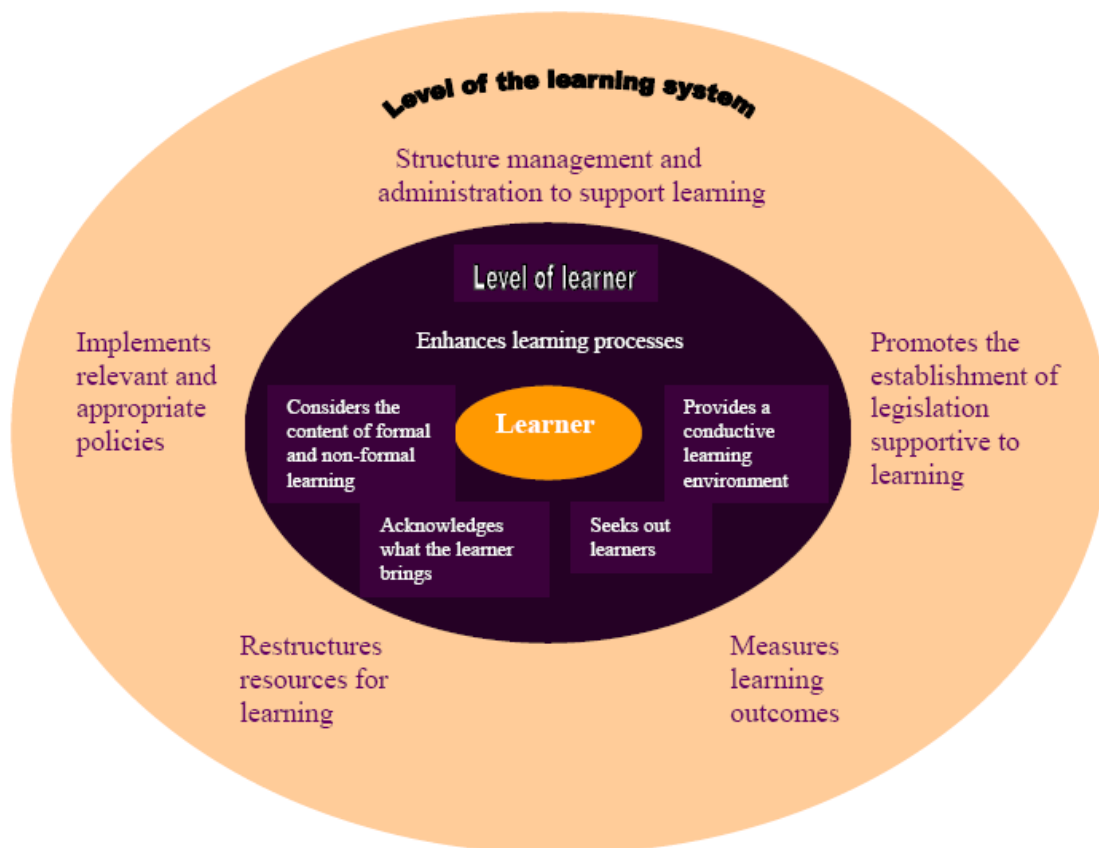 Level of the learning system
Structure management and
administration to support learning
Level of learner
Enhances learning processes
Implements
relevant and
appropriate
policies
Considers the
content of formal
and non-formal
learning
Learner
Provides a
conductive
learning
environment
Promotes the
establishment of
legislation
supportive to
learning
Acknowledges
what the learner
brings
Seeks out
learners
Restructures
resources for
learning
Measures
learning
outcomes